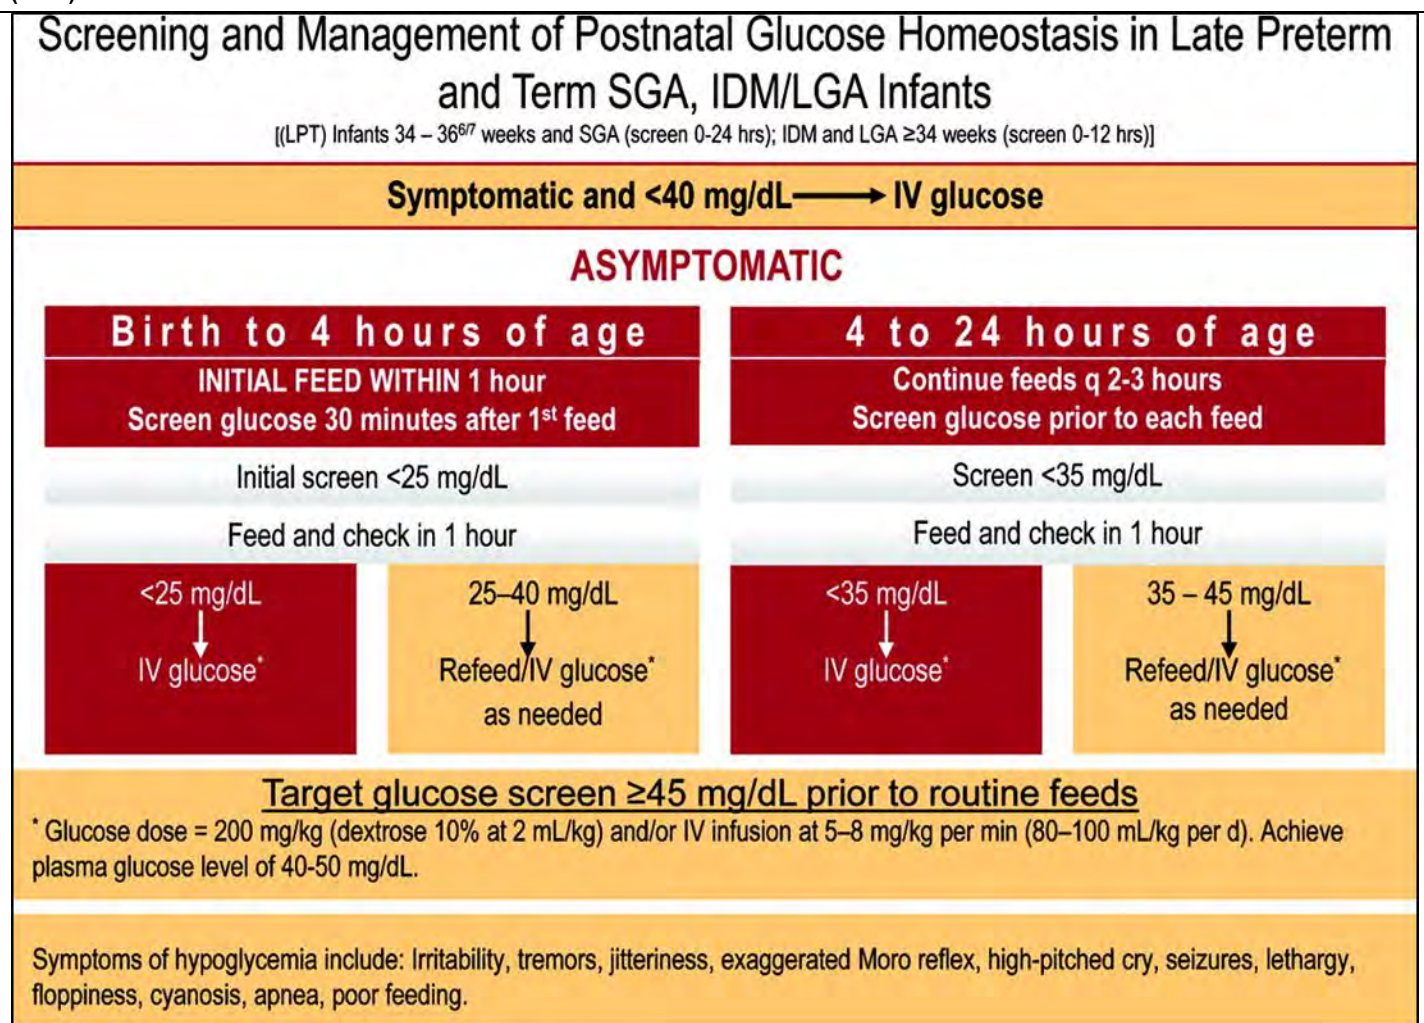 Screening and Management of Postnatal Glucose Homeostasis in Late Preterm
and Term SGA, IDM/LGA Infants
[(LPT) Infants 34 – 36 6/7 weeks and SGA (screen 0-24 hrs); IDM and LGA ≥34 weeks (screen 0-12 hrs)]
Symptomatic and <40 mg/dL → IV glucose
ASYMPTOMATIC
Birth to 4 hours of age
INITIAL FEED WITHIN 1 hour
Screen glucose 30 minutes after 1st feed
Initial screen <25 mg/dL
Feed and check in 1 hour
<25 mg/dL
IV glucose*
25–40 mg/dL
Refeed/IV glucose*
as needed
4 to 24 hours of age
Continue feeds q 2-3 hours
Screen glucose prior to each feed
Screen <35 mg/dL
Feed and check in 1 hour
<35 mg/dL
IV glucose*
35 – 45 mg/dL
Refeed/IV glucose*
as needed
Target glucose screen ≥45 mg/dL prior to routine feeds
* Glucose dose = 200 mg/kg (dextrose 10% at 2 mL/kg) and/or IV infusion at 5–8 mg/kg per min (80–100 mL/kg per d). Achieve
plasma glucose level of 40-50 mg/dL.
Symptoms of hypoglycemia include: Irritability, tremors, jitteriness, exaggerated Moro reflex, high-pitched cry, seizures, lethargy,
floppiness, cyanosis, apnea, poor feeding.